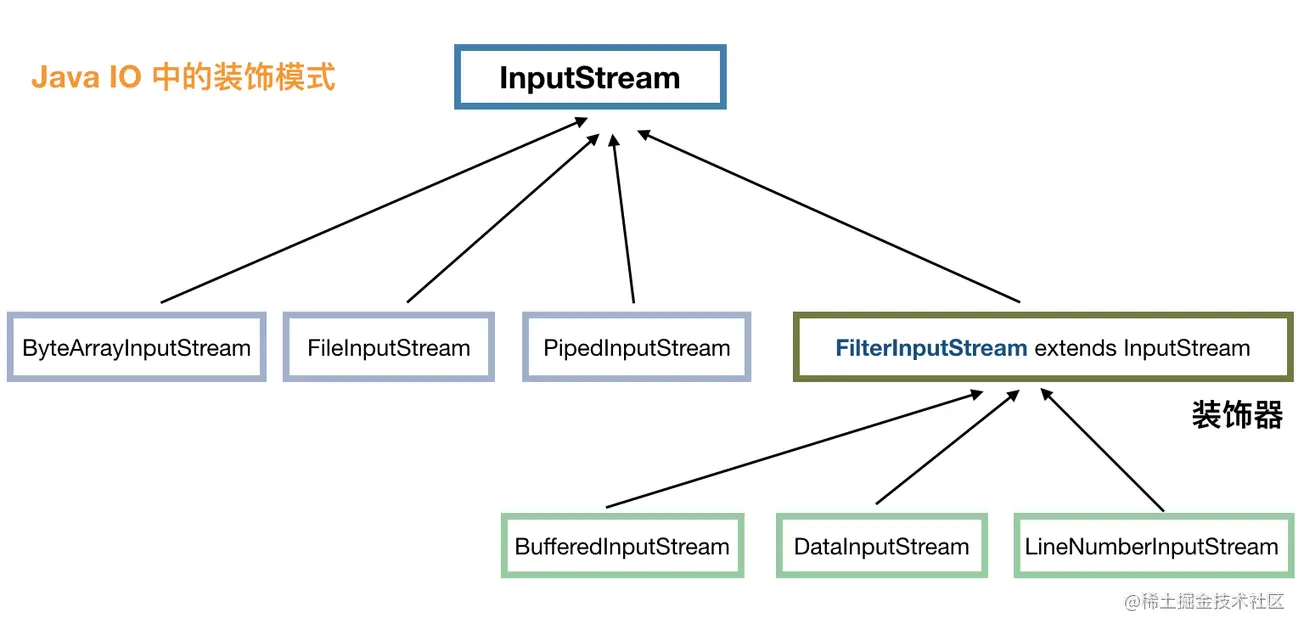 Java IO 中的装饰模式
InputStream
ByteArrayInputStream
FileInputStream
PipedInputStream
FilterInputStream extends InputStream
装饰器
BufferedInputStream
DataInputStream
LineNumberInputStream
@稀土掘金技术社区